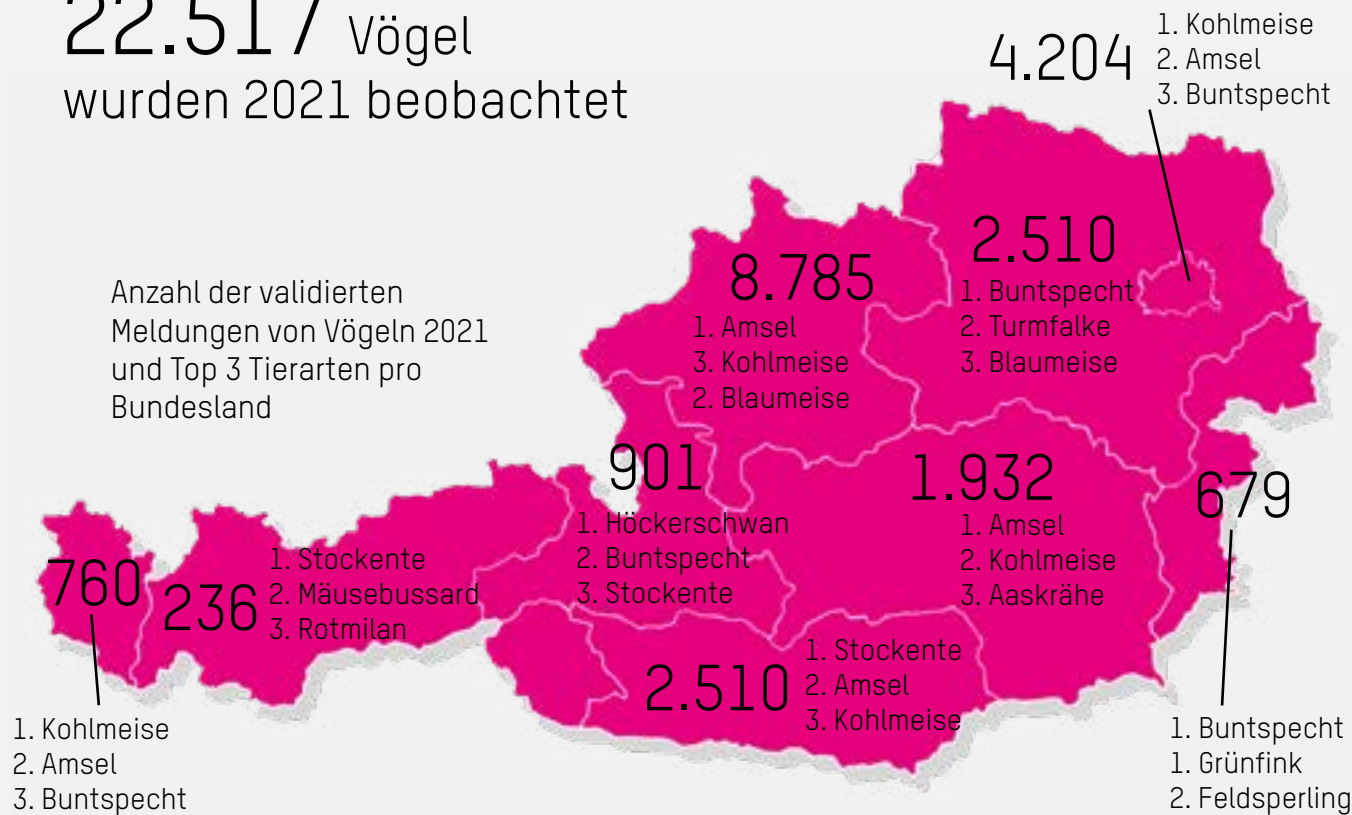 22.517 Vögel
wurden 2021 beobachtet
Anzahl der validierten
Meldungen von Vögeln 2021
und Top 3 Tierarten pro
Bundesland
4.204
1. Kohlmeise
2. Amsel
3. Buntspecht
8.785
1. Amsel
3. Kohlmeise
2. Blaumeise
2.510
1. Buntspecht
2. Turmfalke
3. Blaumeise
901
1. Höckerschwan
2. Buntspecht
3. Stockente
1.932
1. Amsel
2. Kohlmeise
3. Aaskrähe
679
1. Buntspecht
1. Grünfink
2. Feldsperling
760
1. Kohlmeise
2. Amsel
3. Buntspecht
236
1. Stockente
2. Mäusebussard
3. Rotmilan
2.510
1. Stockente
2. Amsel
3. Kohlmeise